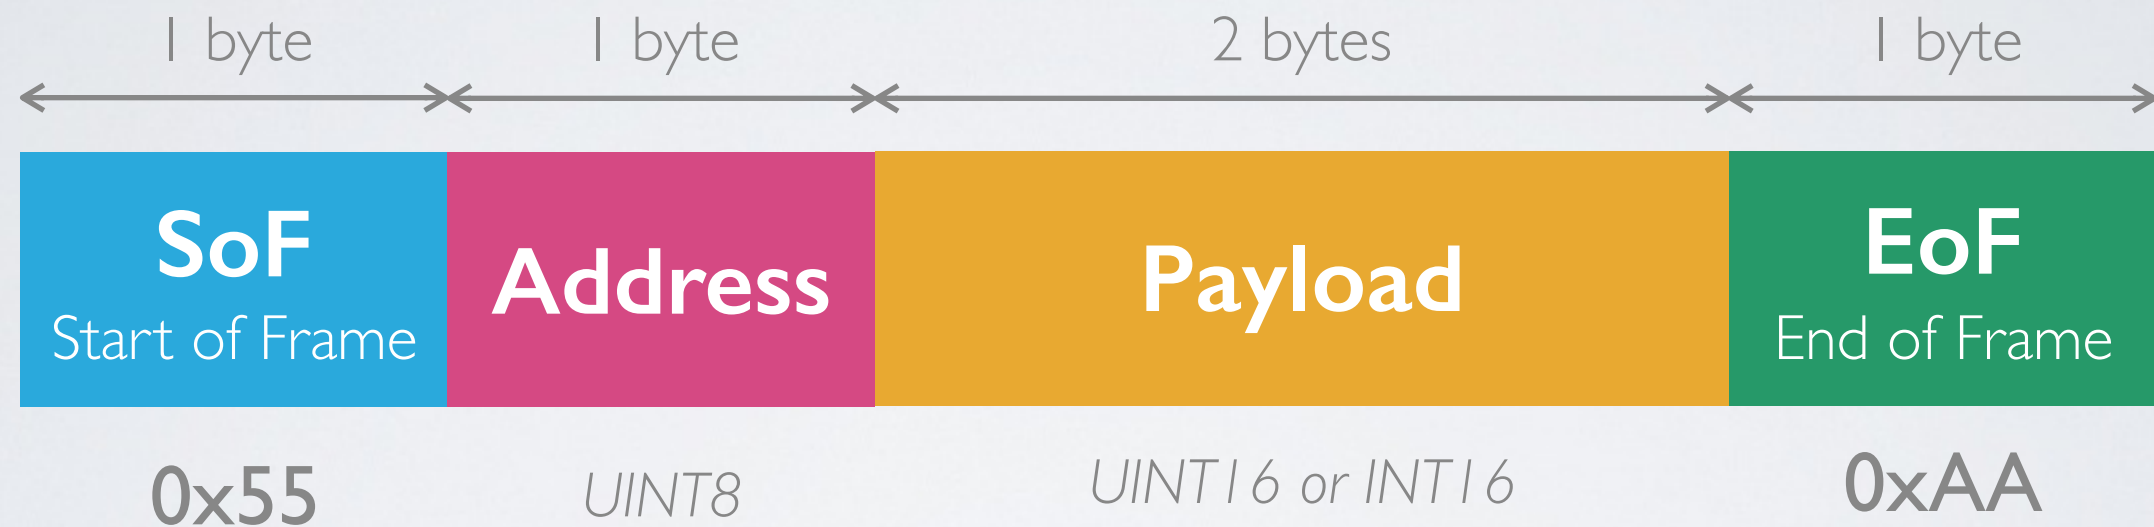 1 byte
1 byte
2 bytes
1 byte
SoF
Start of Frame
Address
Payload
EoF
End of Frame
0x55
UINT8
UINT16 or INT16
0xAA